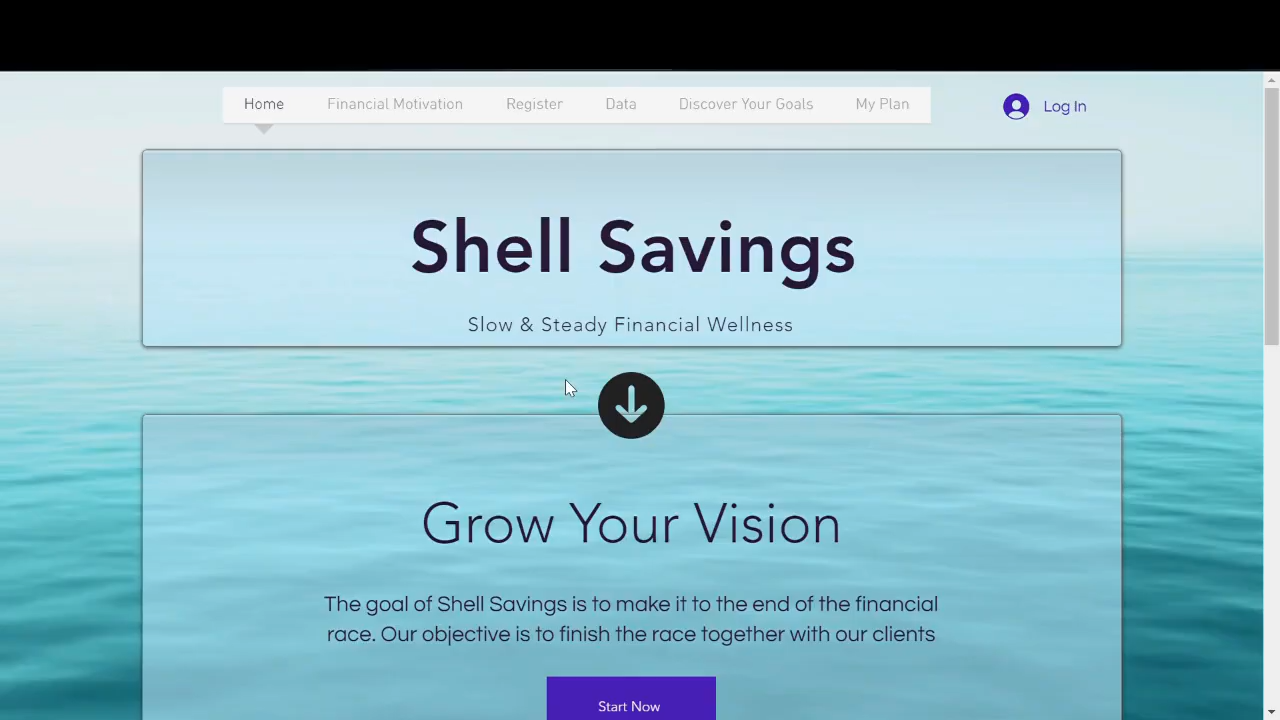 Home Financial Motivation Register Data Discover Your Goals My Plan Log In
Shell Savings
Slow & Steady Financial Wellness
Grow Your Vision
The goal of Shell Savings is to make it to the end of the financial
race. Our objective is to finish the race together with our clients
Start Now